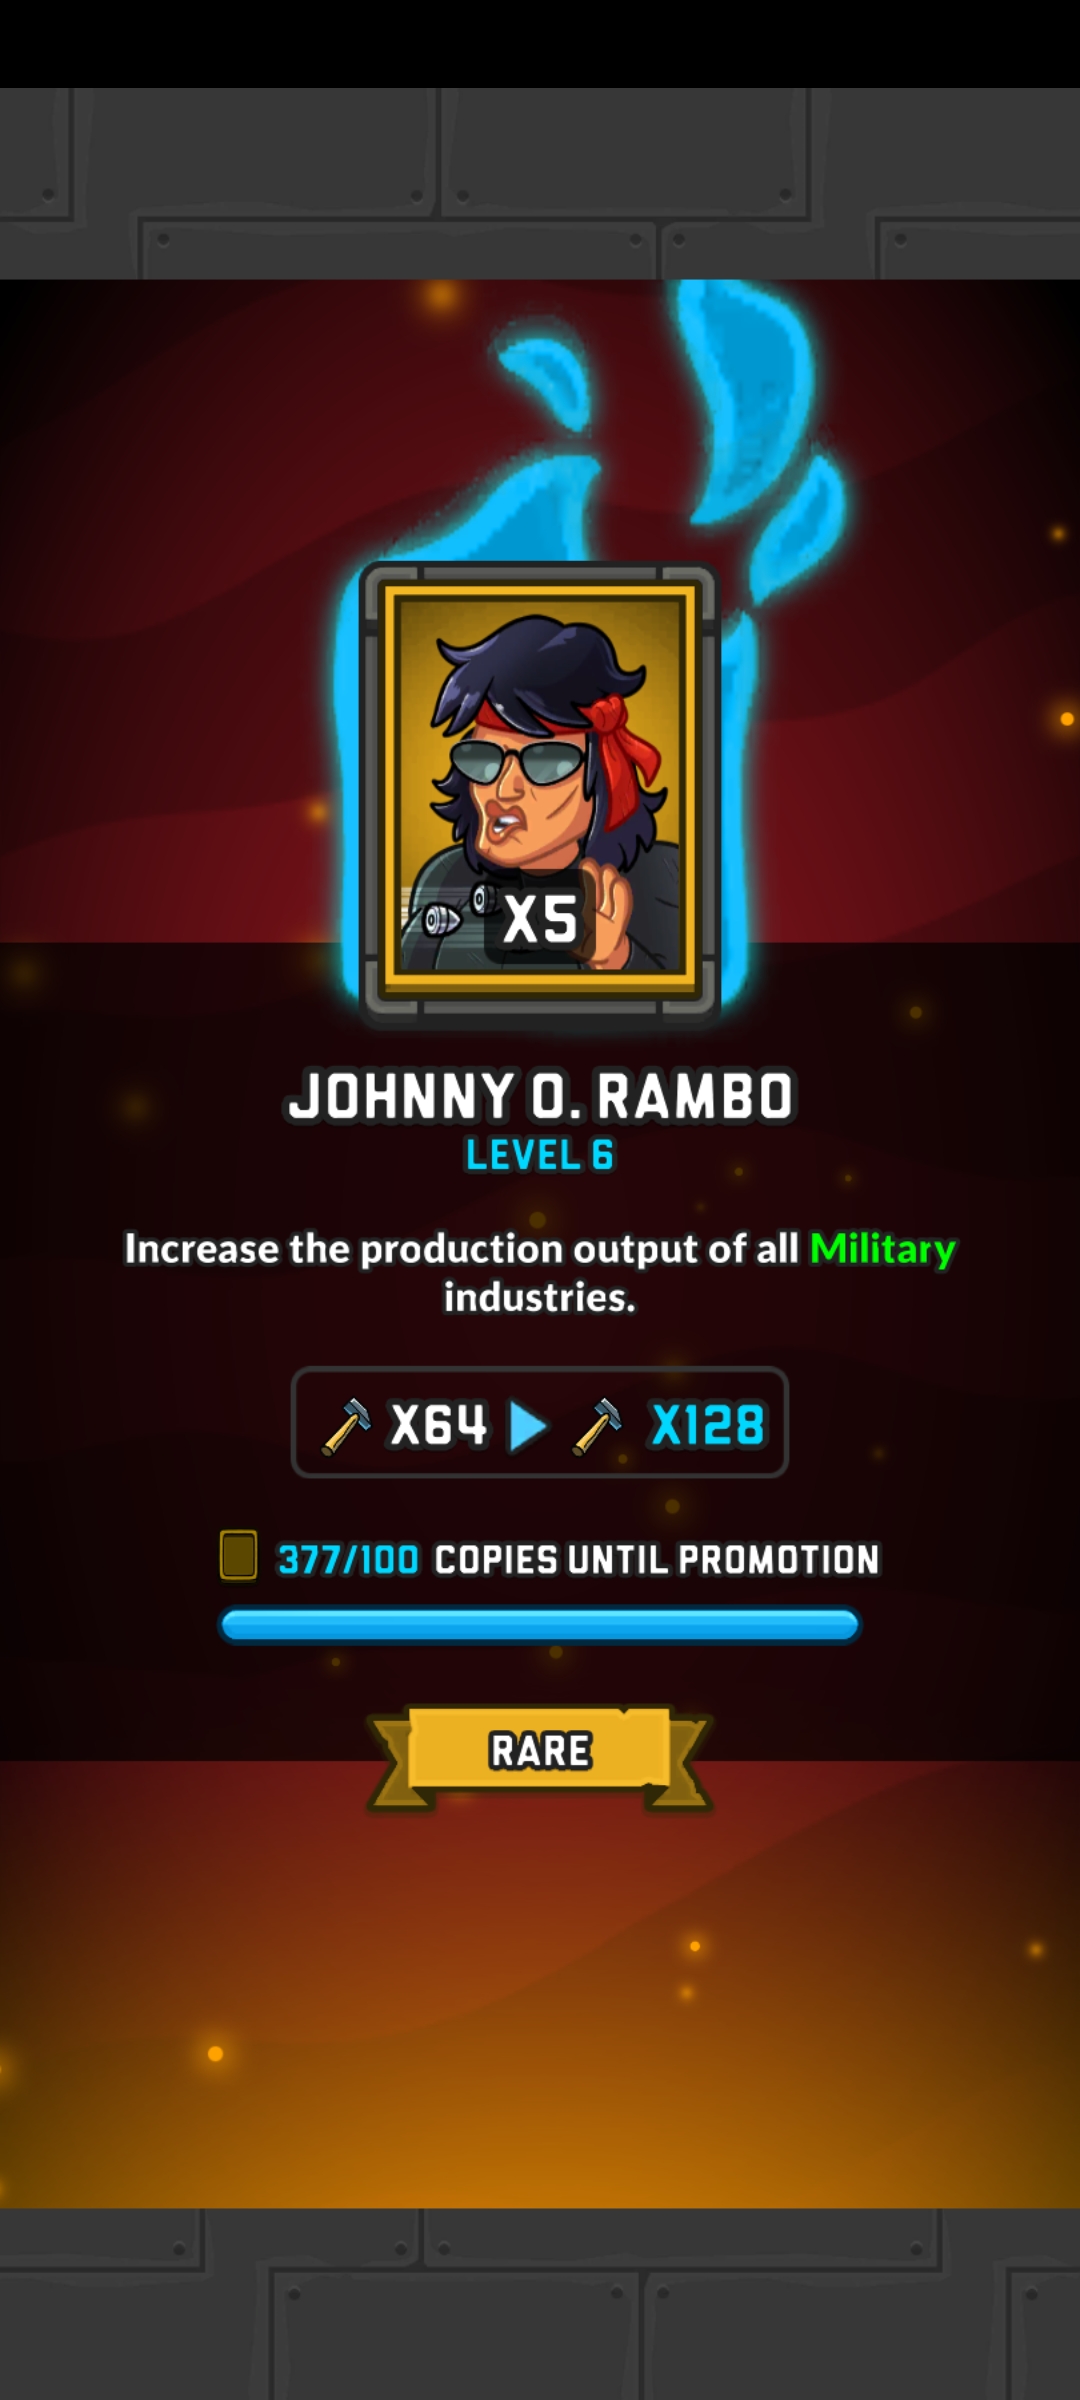 X5
JOHNNY O. RAMBO
LEVEL 6
Increase the production output of all Military
industries.
X64 X128
377/100 COPIES UNTIL PROMOTION
RARE